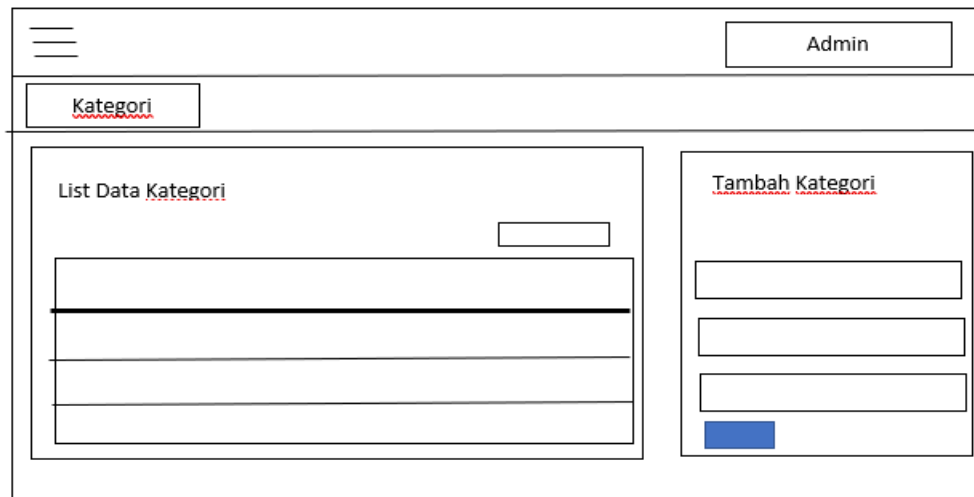 Admin
Kategori
List Data Kategori
Tambah Kategori